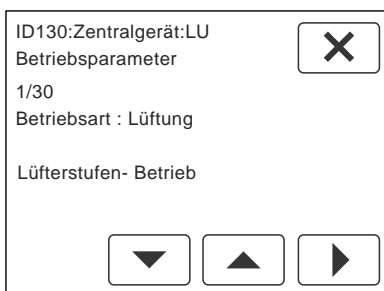 ID130:Zentralgerät:LU
Betriebsparameter
1/30
Betriebsart : Lüftung
Lüfterstufen- Betrieb